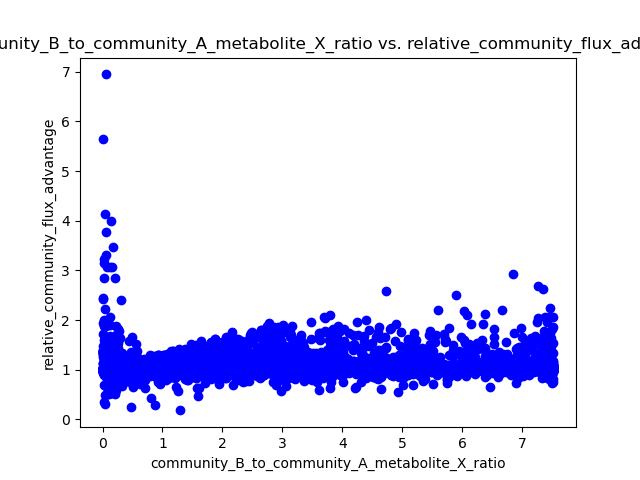 unity_B_to_community_A_metabolite_X_ratio vs. relative_community_flux_ad
7
6
5
4
3
2
1
0
relative_community_flux_advantage
0 1 2 3 4 5 6 7
community_B_to_community_A_metabolite_X_ratio